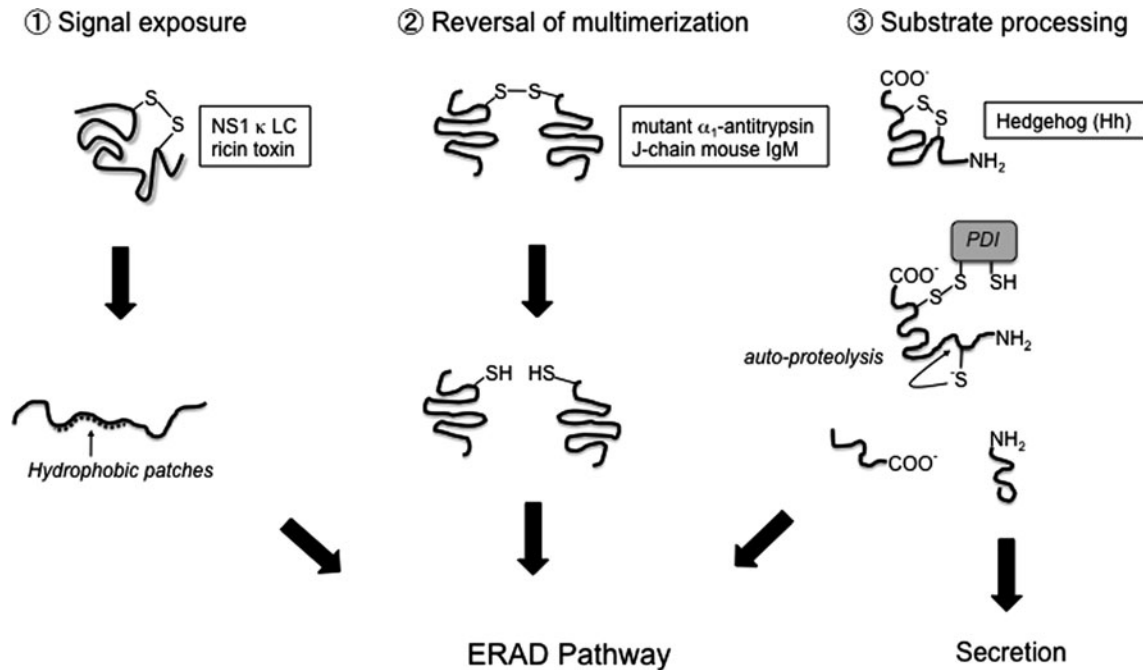 ① Signal exposure
② Reversal of multimerization
③ Substrate processing
S
S
NS1 κ LC
ricin toxin
S S
mutant α₁-antitrypsin
J-chain mouse IgM
COO⁻
S
S
NH₂
Hedgehog (Hh)
PDI
COO⁻
S
S
SH
NH₂
auto-proteolysis
⁻S
Hydrophobic patches
SH HS
COO⁻
NH₂
ERAD Pathway
Secretion